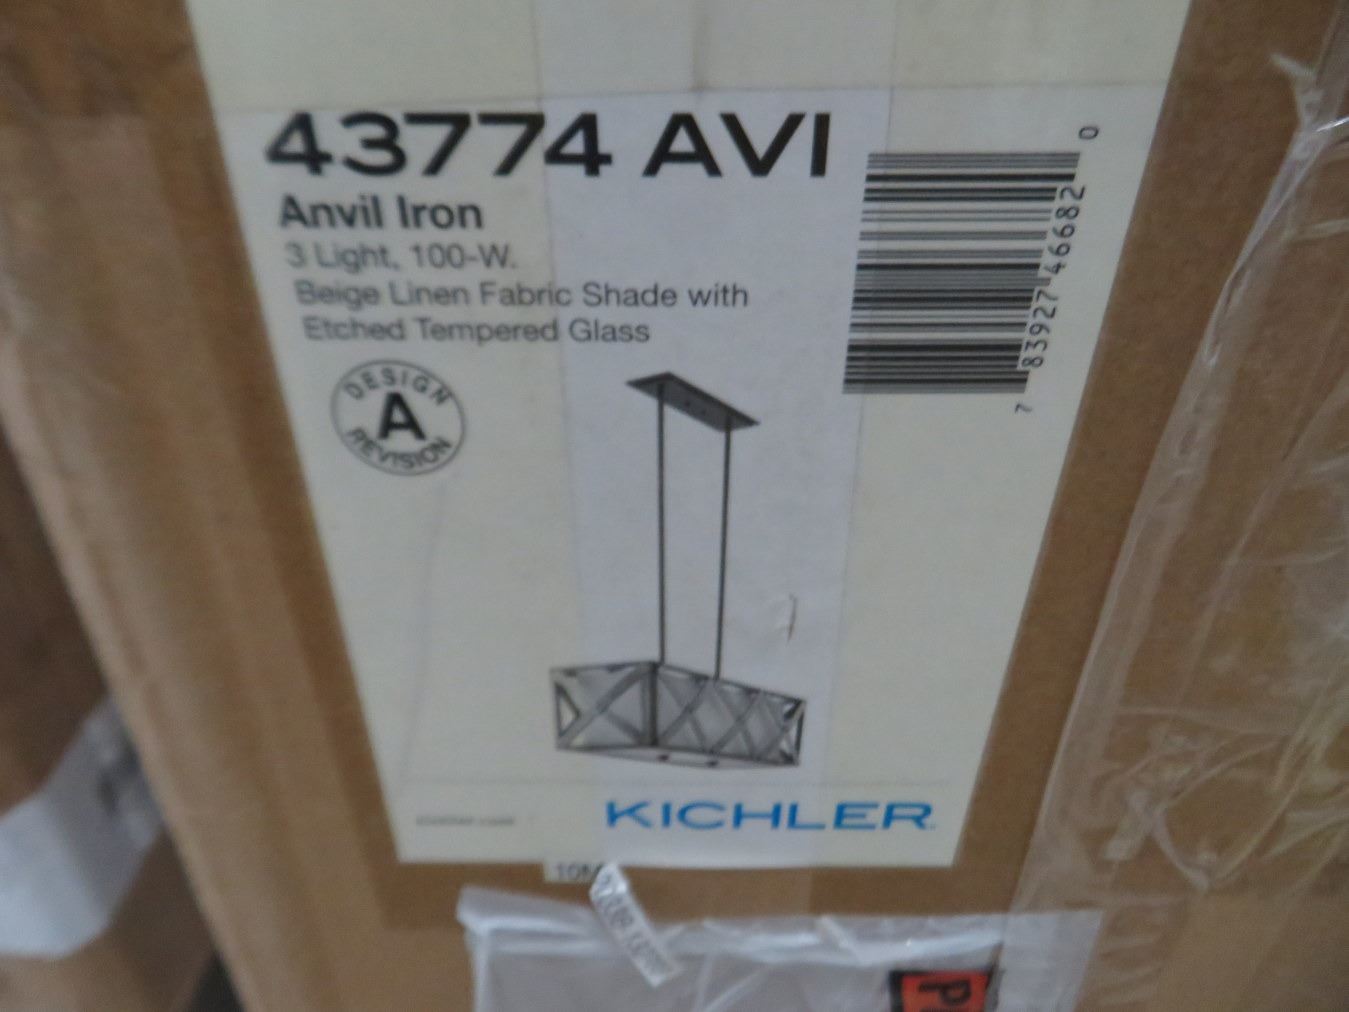 43774 AVI
Anvil Iron
3 Light, 100-W.
Beige Linen Fabric Shade with
Etched Tempered Glass
DESIGN
A
REVISION
7 83927 46682 0
KICHLER